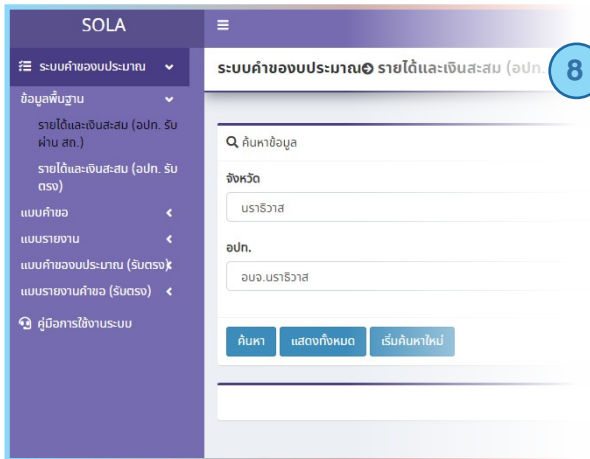 SOLA
ระบบคำของบประมาณ
ข้อมูลพื้นฐาน
รายได้และเงินสะสม (อปท. รับ
ผ่าน สถ.)
รายได้และเงินสะสม (อปท. รับ
ตรง)
แบบคำขอ
แบบรายงาน
แบบคำของบประมาณ (รับตรง)
แบบรายงานคำขอ (รับตรง)
คู่มือการใช้งานระบบ
ระบบคำของบประมาณ รายได้และเงินสะสม (อปท.
8
ค้นหาข้อมูล
จังหวัด
นราธิวาส
อปท.
อบจ.นราธิวาส
ค้นหา แสดงทั้งหมด เริ่มค้นหาใหม่